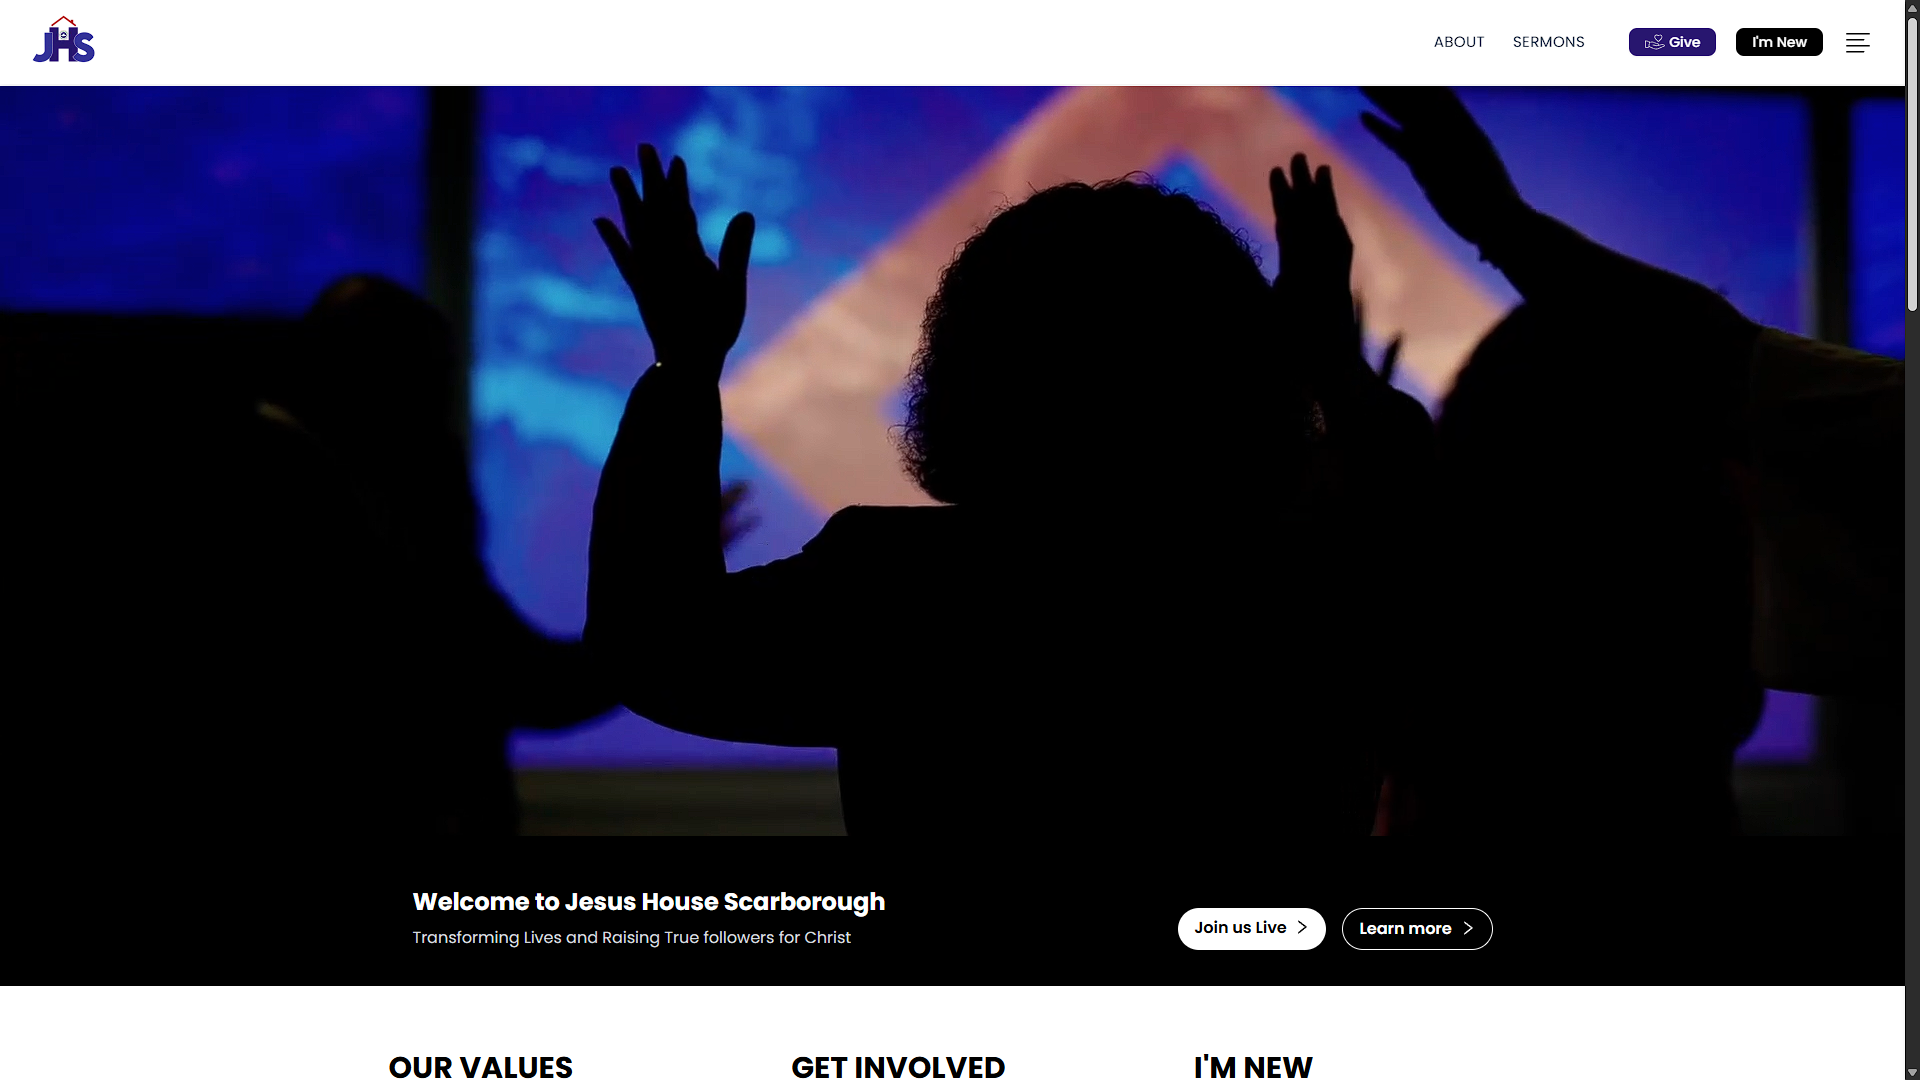 JHS
ABOUT
SERMONS
Give
I'm New
Welcome to Jesus House Scarborough
Transforming Lives and Raising True followers for Christ
Join us Live
Learn more
OUR VALUES
GET INVOLVED
I'M NEW